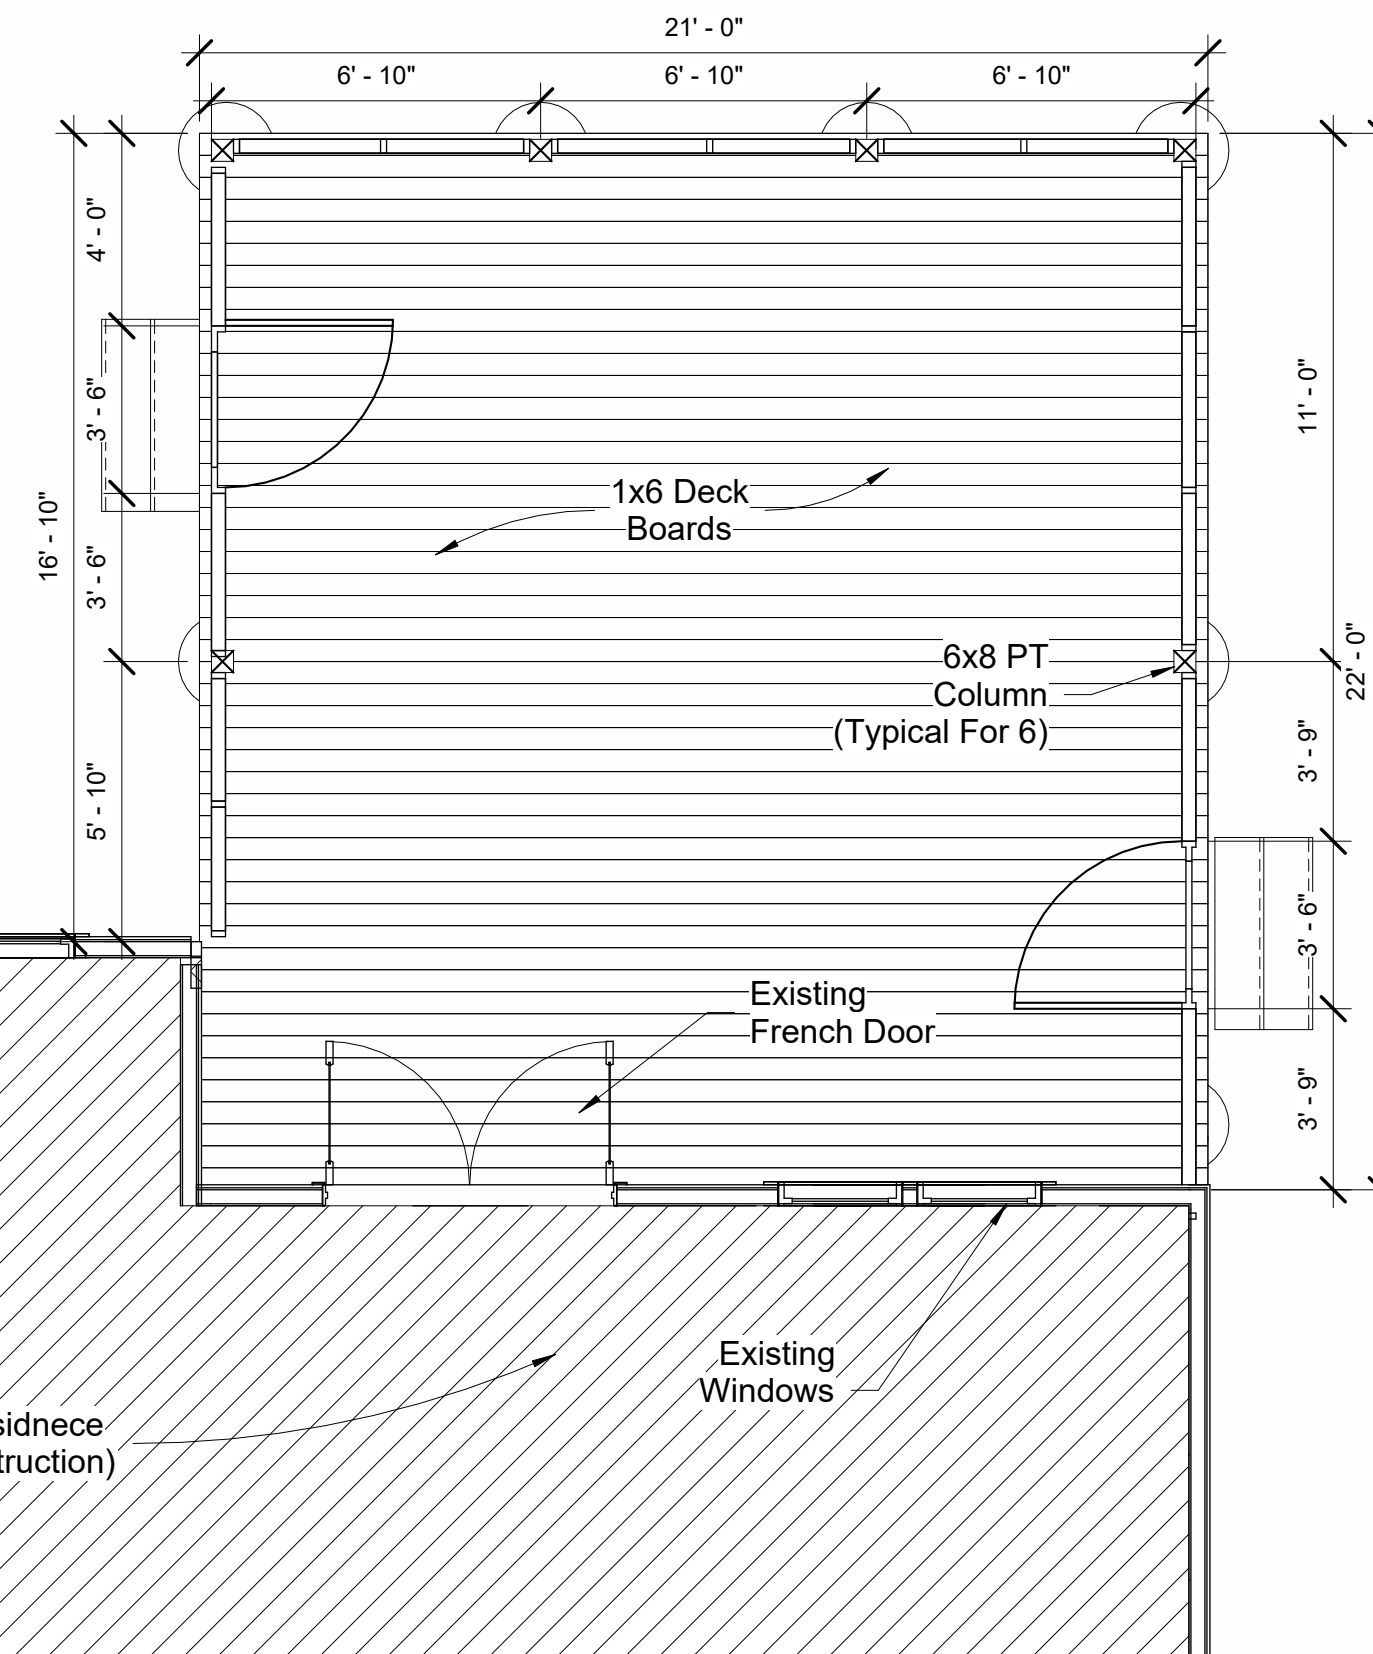 21' - 0"
6' - 10" 6' - 10" 6' - 10"
4' - 0"
3' - 6"
3' - 6"
5' - 10"
16' - 10"
11' - 0"
3' - 9"
3' - 6"
3' - 9"
22' - 0"
1x6 Deck
Boards
6x8 PT
Column
(Typical For 6)
Existing
French Door
Existing
Windows
sidnece
truction)